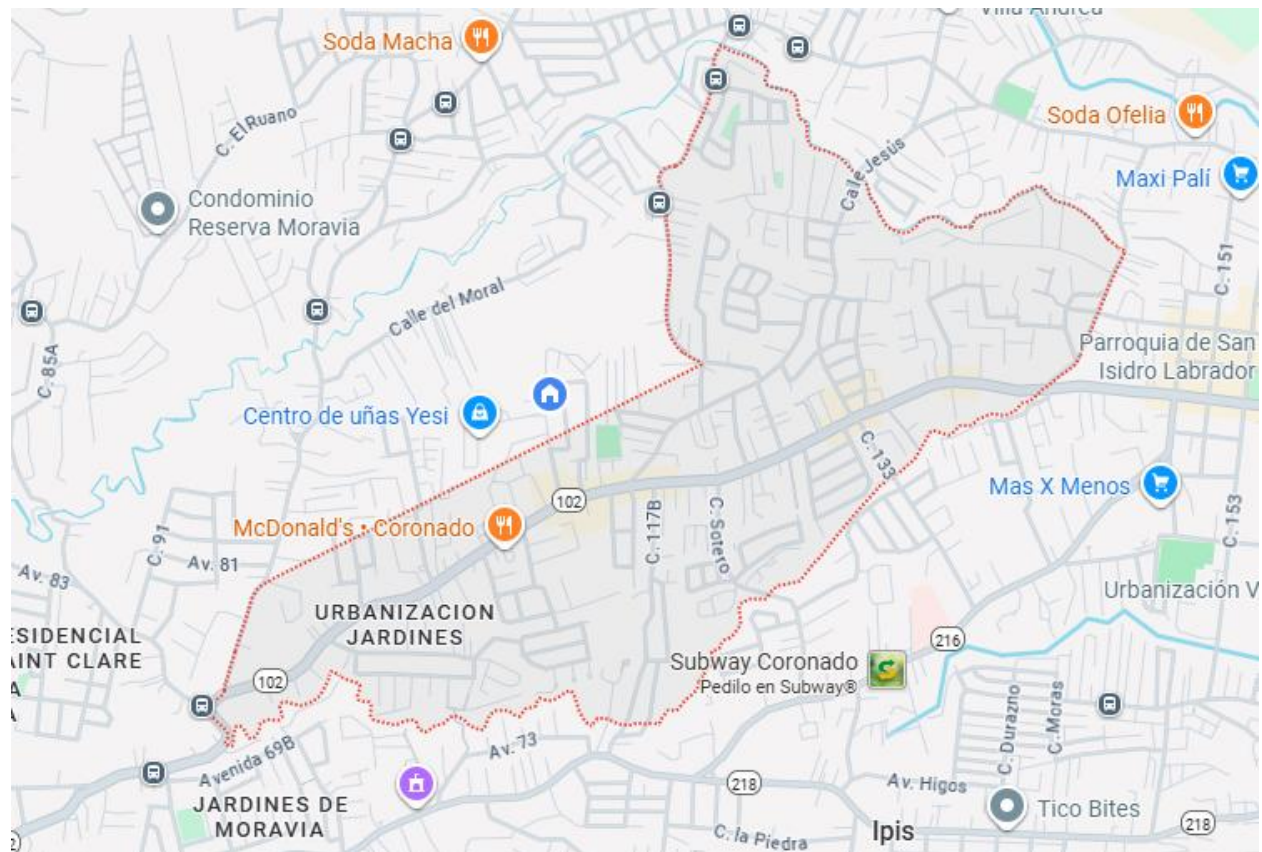 Villa Andrea
Soda Macha
C. El Ruano
Soda Ofelia
Calle Jesús
Maxi Palí
Condominio
Reserva Moravia
C. 151
Calle del Moral
C. 85A
Parroquia de San
Isidro Labrador
Centro de uñas Yesi
C. 133
Mas X Menos
102
C. 153
McDonald's • Coronado
C. 117B
C. Sotero
C. 91
Av. 81
Av. 83
Urbanización V
URBANIZACION
JARDINES
ESIDENCIAL
AINT CLARE
A
A
216
Subway Coronado
Pedilo en Subway®
102
C. Durazno
C. Moras
Av. 73
Avenida 69B
218
Av. Higos
JARDINES DE
MORAVIA
Tico Bites
218
C. la Piedra
Ipís
2